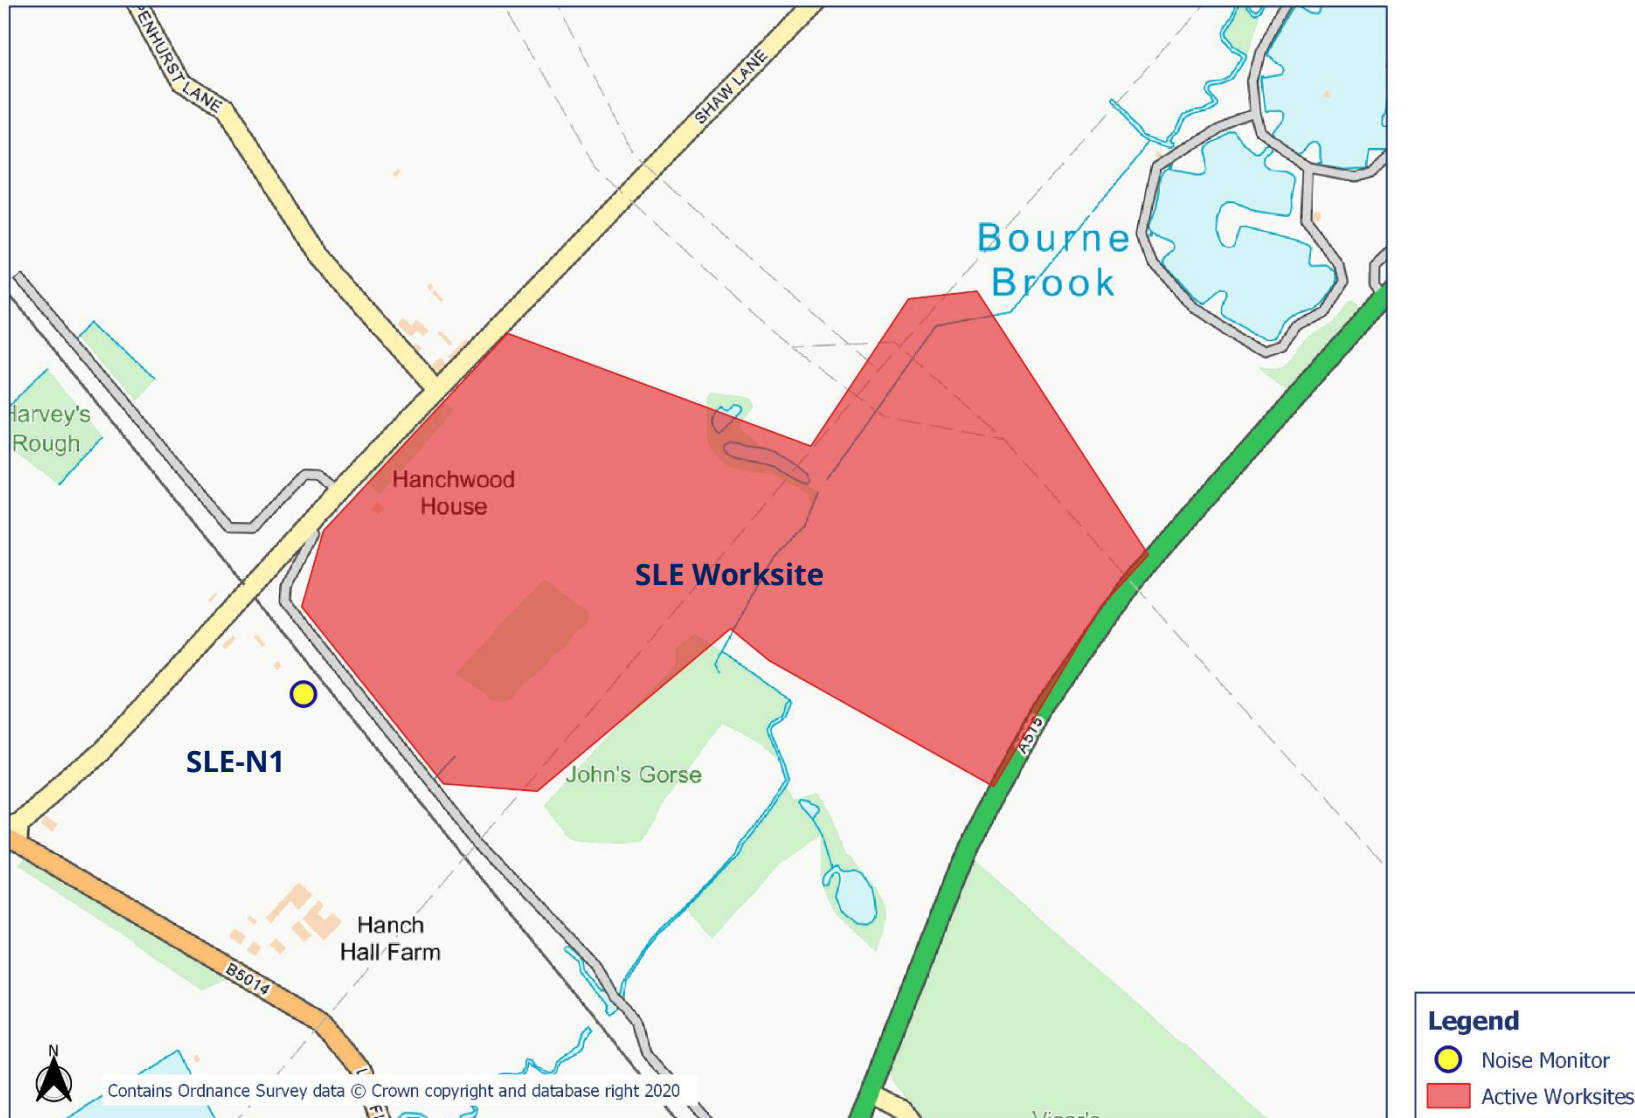 PENHURST LANE
SHAW LANE
Bourne
Brook
Harvey's
Rough
Hanchwood
House
SLE Worksite
SLE-N1
A515
John's Gorse
Hanch
Hall Farm
B5014
N
Contains Ordnance Survey data © Crown copyright and database right 2020
Legend
Noise Monitor
Active Worksites